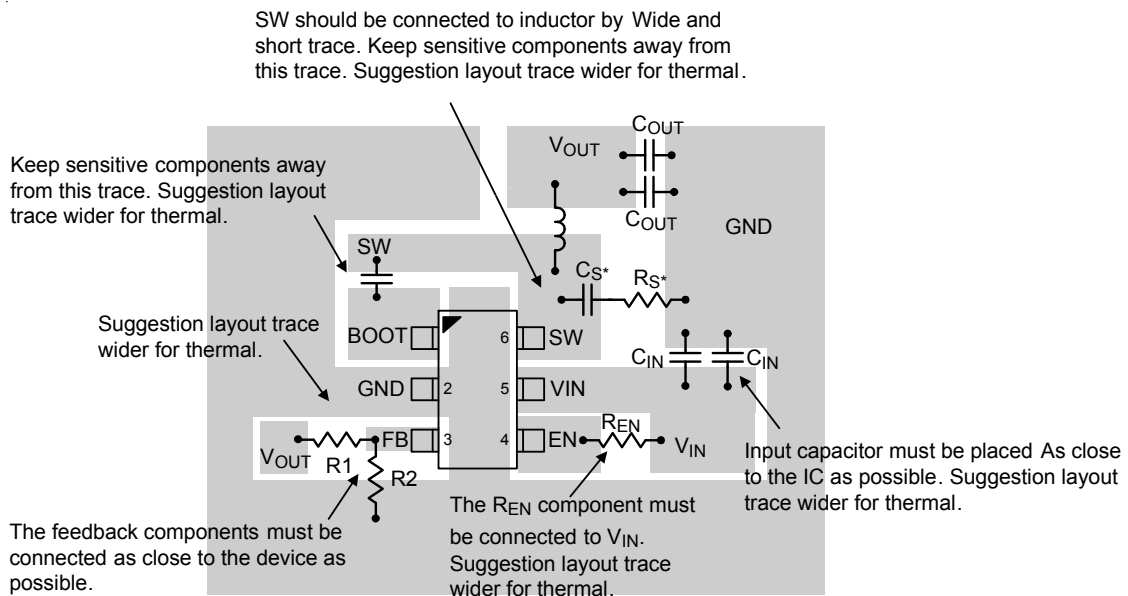 SW should be connected to inductor by Wide and
short trace. Keep sensitive components away from
this trace. Suggestion layout trace wider for thermal.
Keep sensitive components away
from this trace. Suggestion layout
trace wider for thermal.
COUT
VOUT
COUT
GND
SW
CS*
RS*
Suggestion layout trace
wider for thermal.
BOOT
6
SW
CIN
CIN
GND
2
5
VIN
REN
FB
3
4
EN
VIN
VOUT
R1
R2
Input capacitor must be placed As close
to the IC as possible. Suggestion layout
trace wider for thermal.
The feedback components must be
connected as close to the device as
possible.
The REN component must
be connected to VIN.
Suggestion layout trace
wider for thermal.